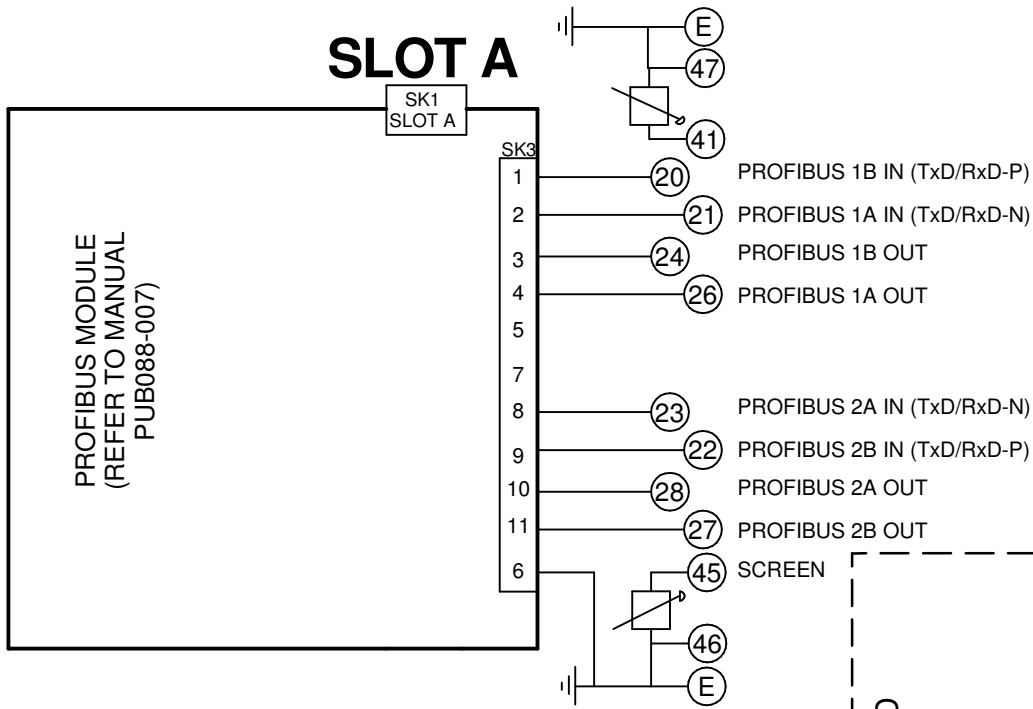 SLOT A
SK1
SLOT A
SK3
E
47
41
1 20 PROFIBUS 1B IN (TxD/RxD-P)
2 21 PROFIBUS 1A IN (TxD/RxD-N)
3 24 PROFIBUS 1B OUT
4 26 PROFIBUS 1A OUT
5
7
8 23 PROFIBUS 2A IN (TxD/RxD-N)
9 22 PROFIBUS 2B IN (TxD/RxD-P)
10 28 PROFIBUS 2A OUT
11 27 PROFIBUS 2B OUT
6 45 SCREEN
46
E
PROFIBUS MODULE
(REFER TO MANUAL
PUB088-007)